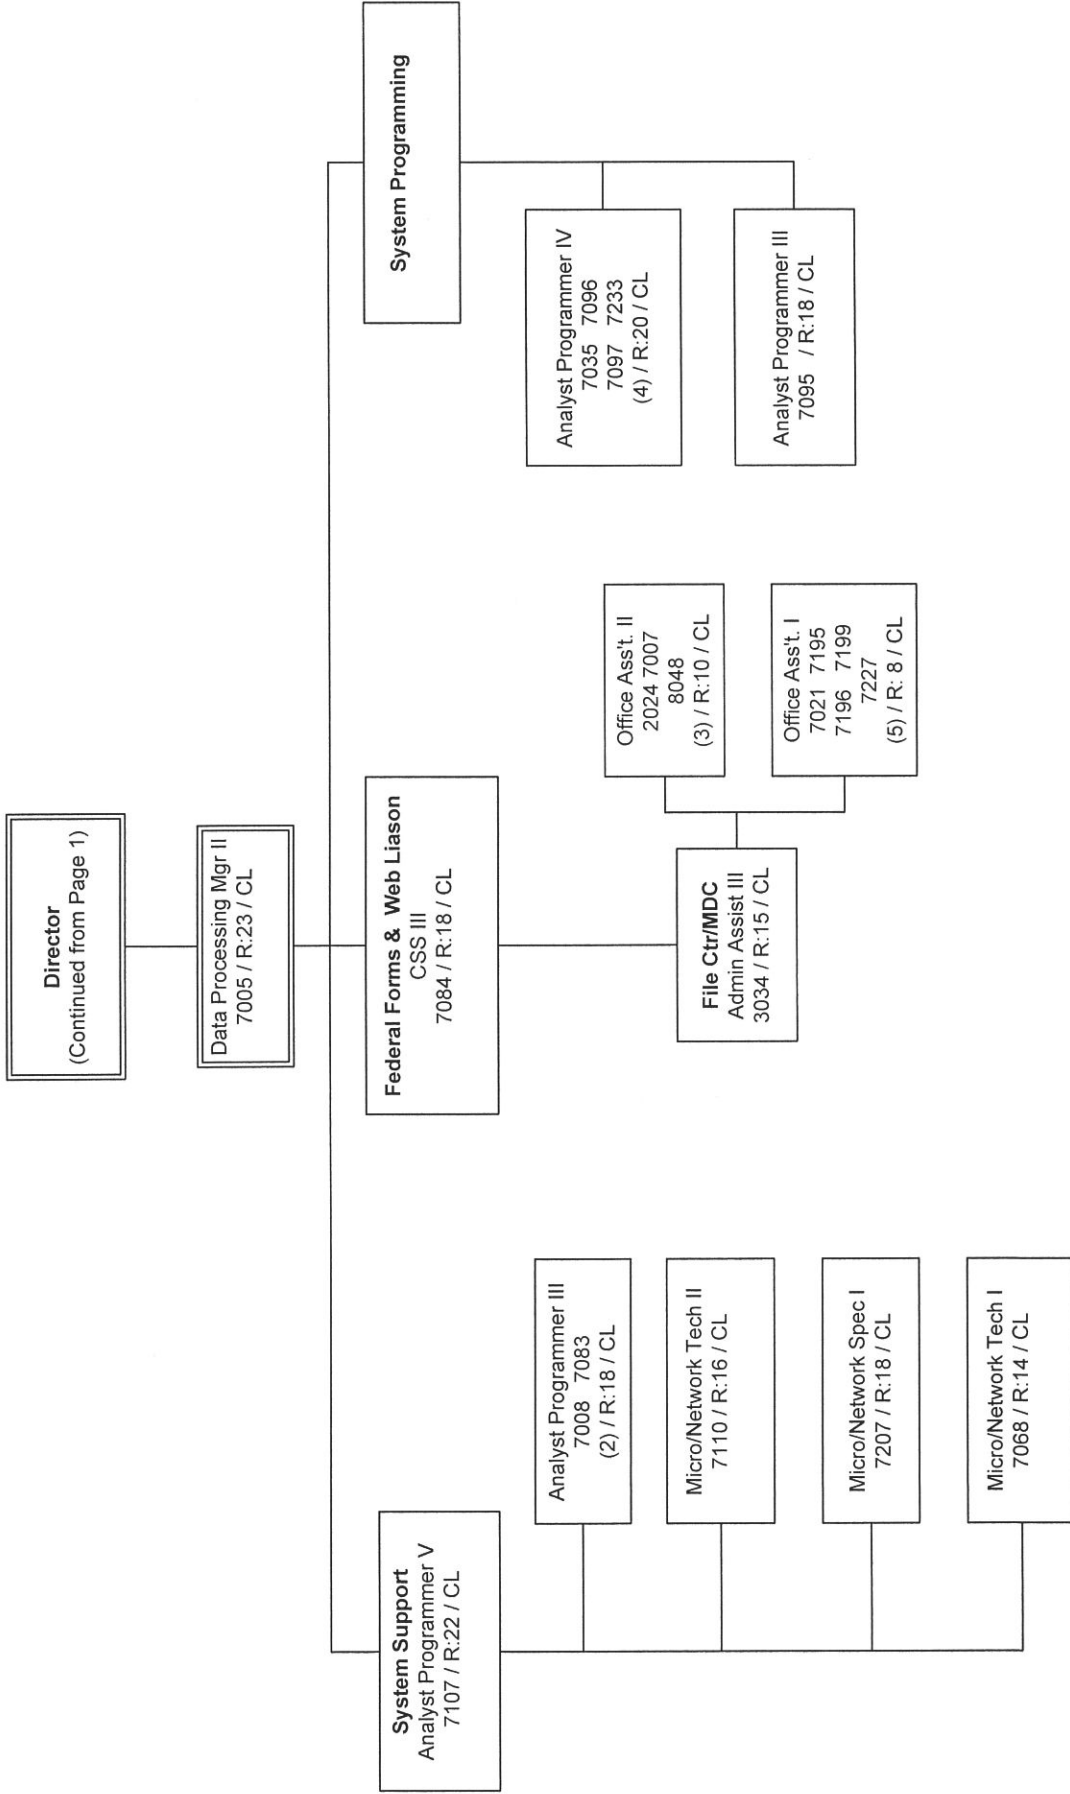 Director
(Continued from Page 1)
Data Processing Mgr II
7005 / R:23 / CL
System Support
Analyst Programmer V
7107 / R:22 / CL
Federal Forms & Web Liason
CSS III
7084 / R:18 / CL
System Programming
Analyst Programmer III
7008 7083
(2) / R:18 / CL
Micro/Network Tech II
7110 / R:16 / CL
Micro/Network Spec I
7207 / R:18 / CL
Micro/Network Tech I
7068 / R:14 / CL
File Ctr/MDC
Admin Assist III
3034 / R:15 / CL
Office Ass't. II
2024 7007
8048
(3) / R:10 / CL
Office Ass't. I
7021 7195
7196 7199
7227
(5) / R: 8 / CL
Analyst Programmer IV
7035 7096
7097 7233
(4) / R:20 / CL
Analyst Programmer III
7095 / R:18 / CL